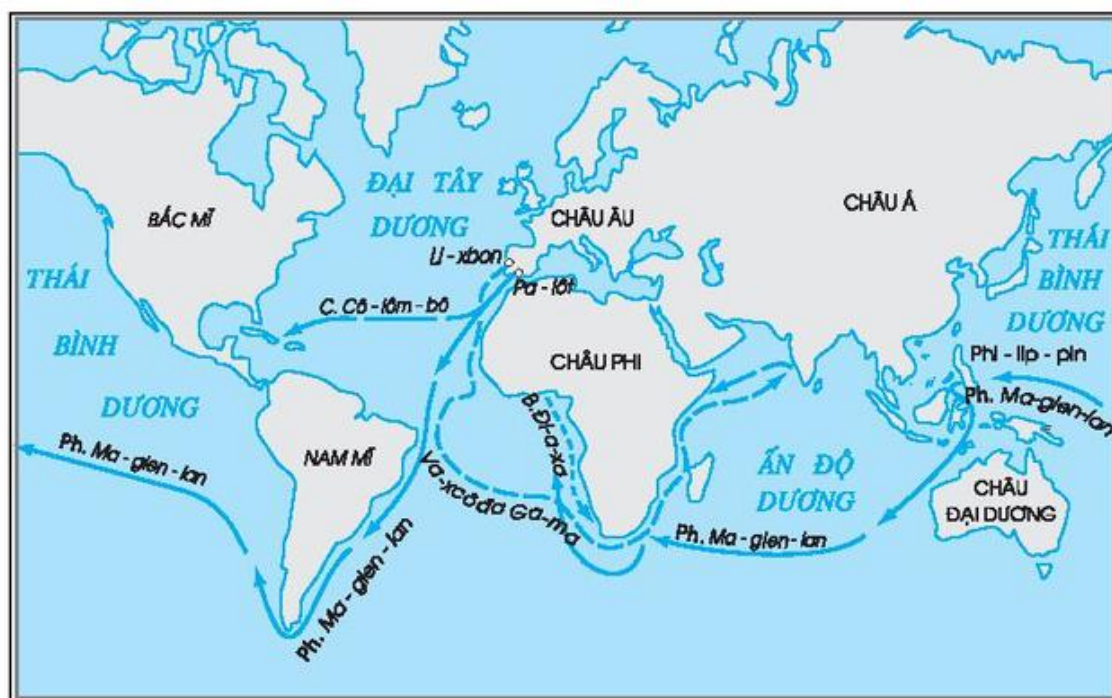 BẮC MĨ
ĐẠI TÂY
DƯƠNG
CHÂU ÂU
CHÂU Á
THÁI
BÌNH
DƯƠNG
Li - xbon
Pa - lốt
C. Cô - lôm - bô
THÁI
BÌNH
DƯƠNG
CHÂU PHI
Phi - lip - pin
Ph. Ma-gien-lan
B. Đi-a-xơ
NAM MĨ
Ph. Ma - gien - lan
Va-xcô đơ Ga-ma
ẤN ĐỘ
DƯƠNG
CHÂU
ĐẠI DƯƠNG
Ph. Ma - gien - lan
Ph. Ma - gien - lan